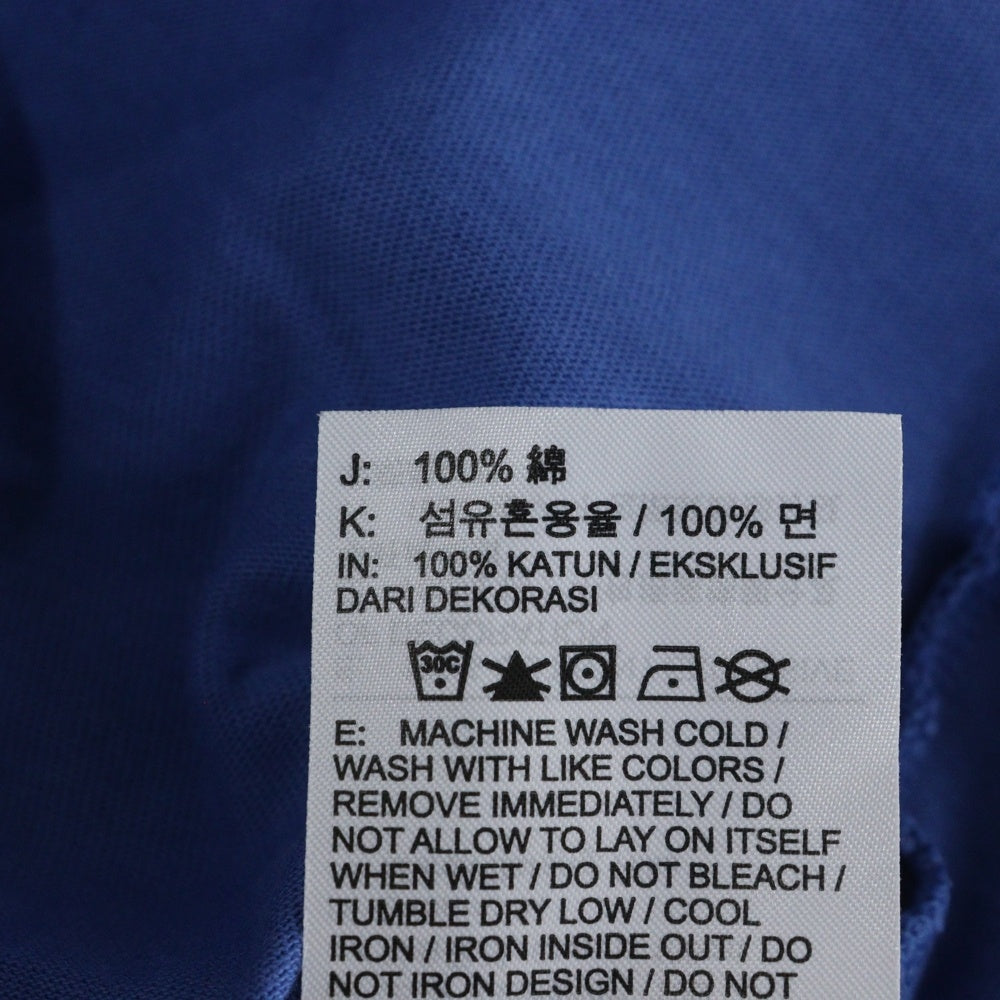 J: 100% 綿
K: 섬유혼용율 / 100% 면
IN: 100% KATUN / EKSKLUSIF
DARI DEKORASI
30C
E: MACHINE WASH COLD /
WASH WITH LIKE COLORS /
REMOVE IMMEDIATELY / DO
NOT ALLOW TO LAY ON ITSELF
WHEN WET / DO NOT BLEACH /
TUMBLE DRY LOW / COOL
IRON / IRON INSIDE OUT / DO
NOT IRON DESIGN / DO NOT